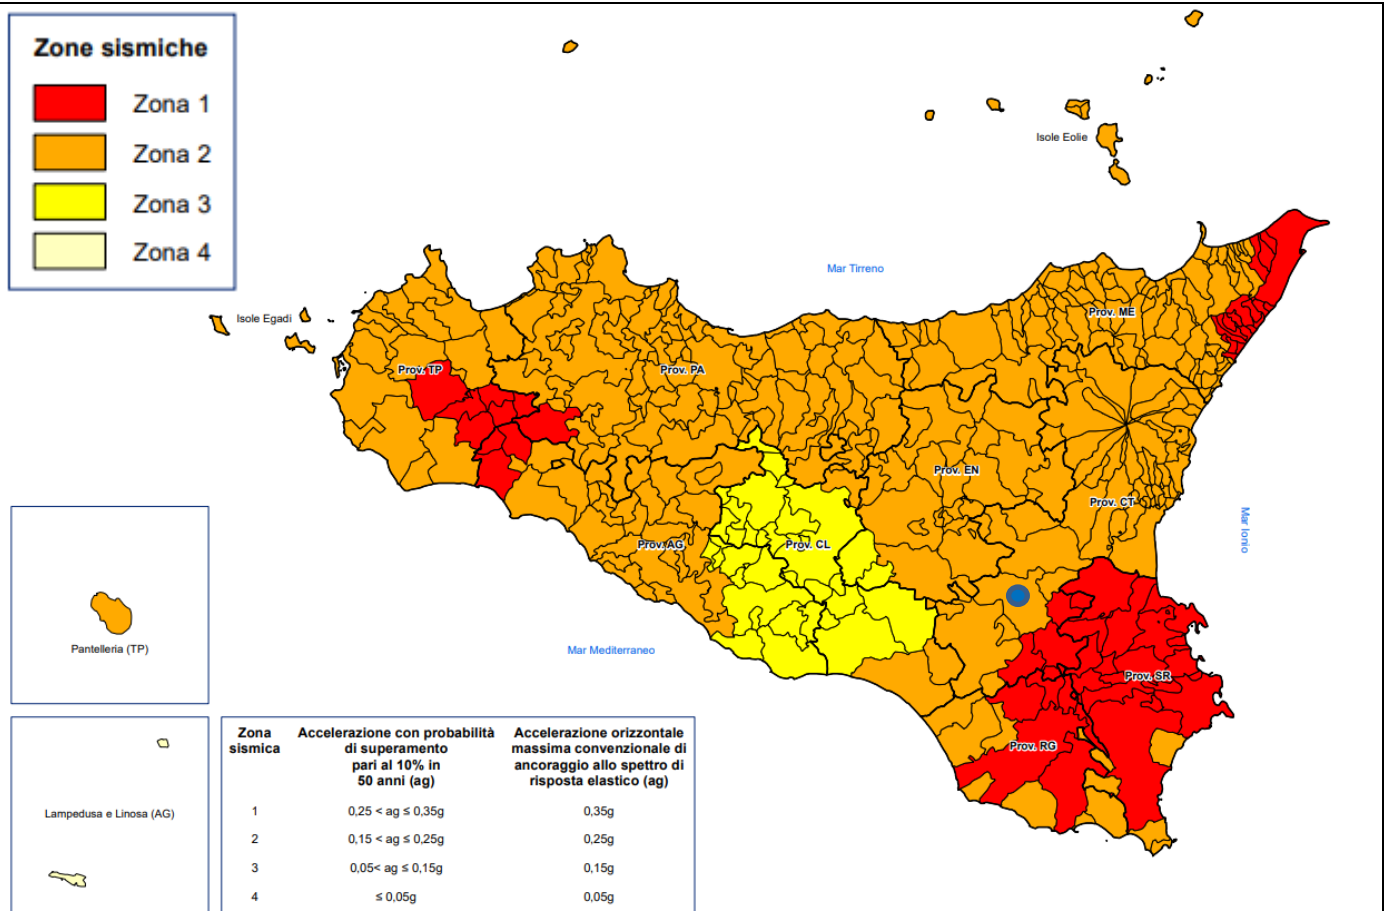 Zone sismiche
Zona 1
Zona 2
Zona 3
Zona 4
Isole Eolie
Mar Tirreno
Isole Egadi
Prov. ME
Prov. TP
Prov. PA
Prov. EN
Prov. CT
Mar Ionio
Prov. AG
Prov. CL
Pantelleria (TP)
Mar Mediterraneo
Prov. SR
Prov. RG
Lampedusa e Linosa (AG)
Zona sismica
Accelerazione con probabilità
di superamento
pari al 10% in
50 anni (ag)
Accelerazione orizzontale
massima convenzionale di
ancoraggio allo spettro di
risposta elastico (ag)
1 0,25 < ag ≤ 0,35g 0,35g
2 0,15 < ag ≤ 0,25g 0,25g
3 0,05< ag ≤ 0,15g 0,15g
4 ≤ 0,05g 0,05g